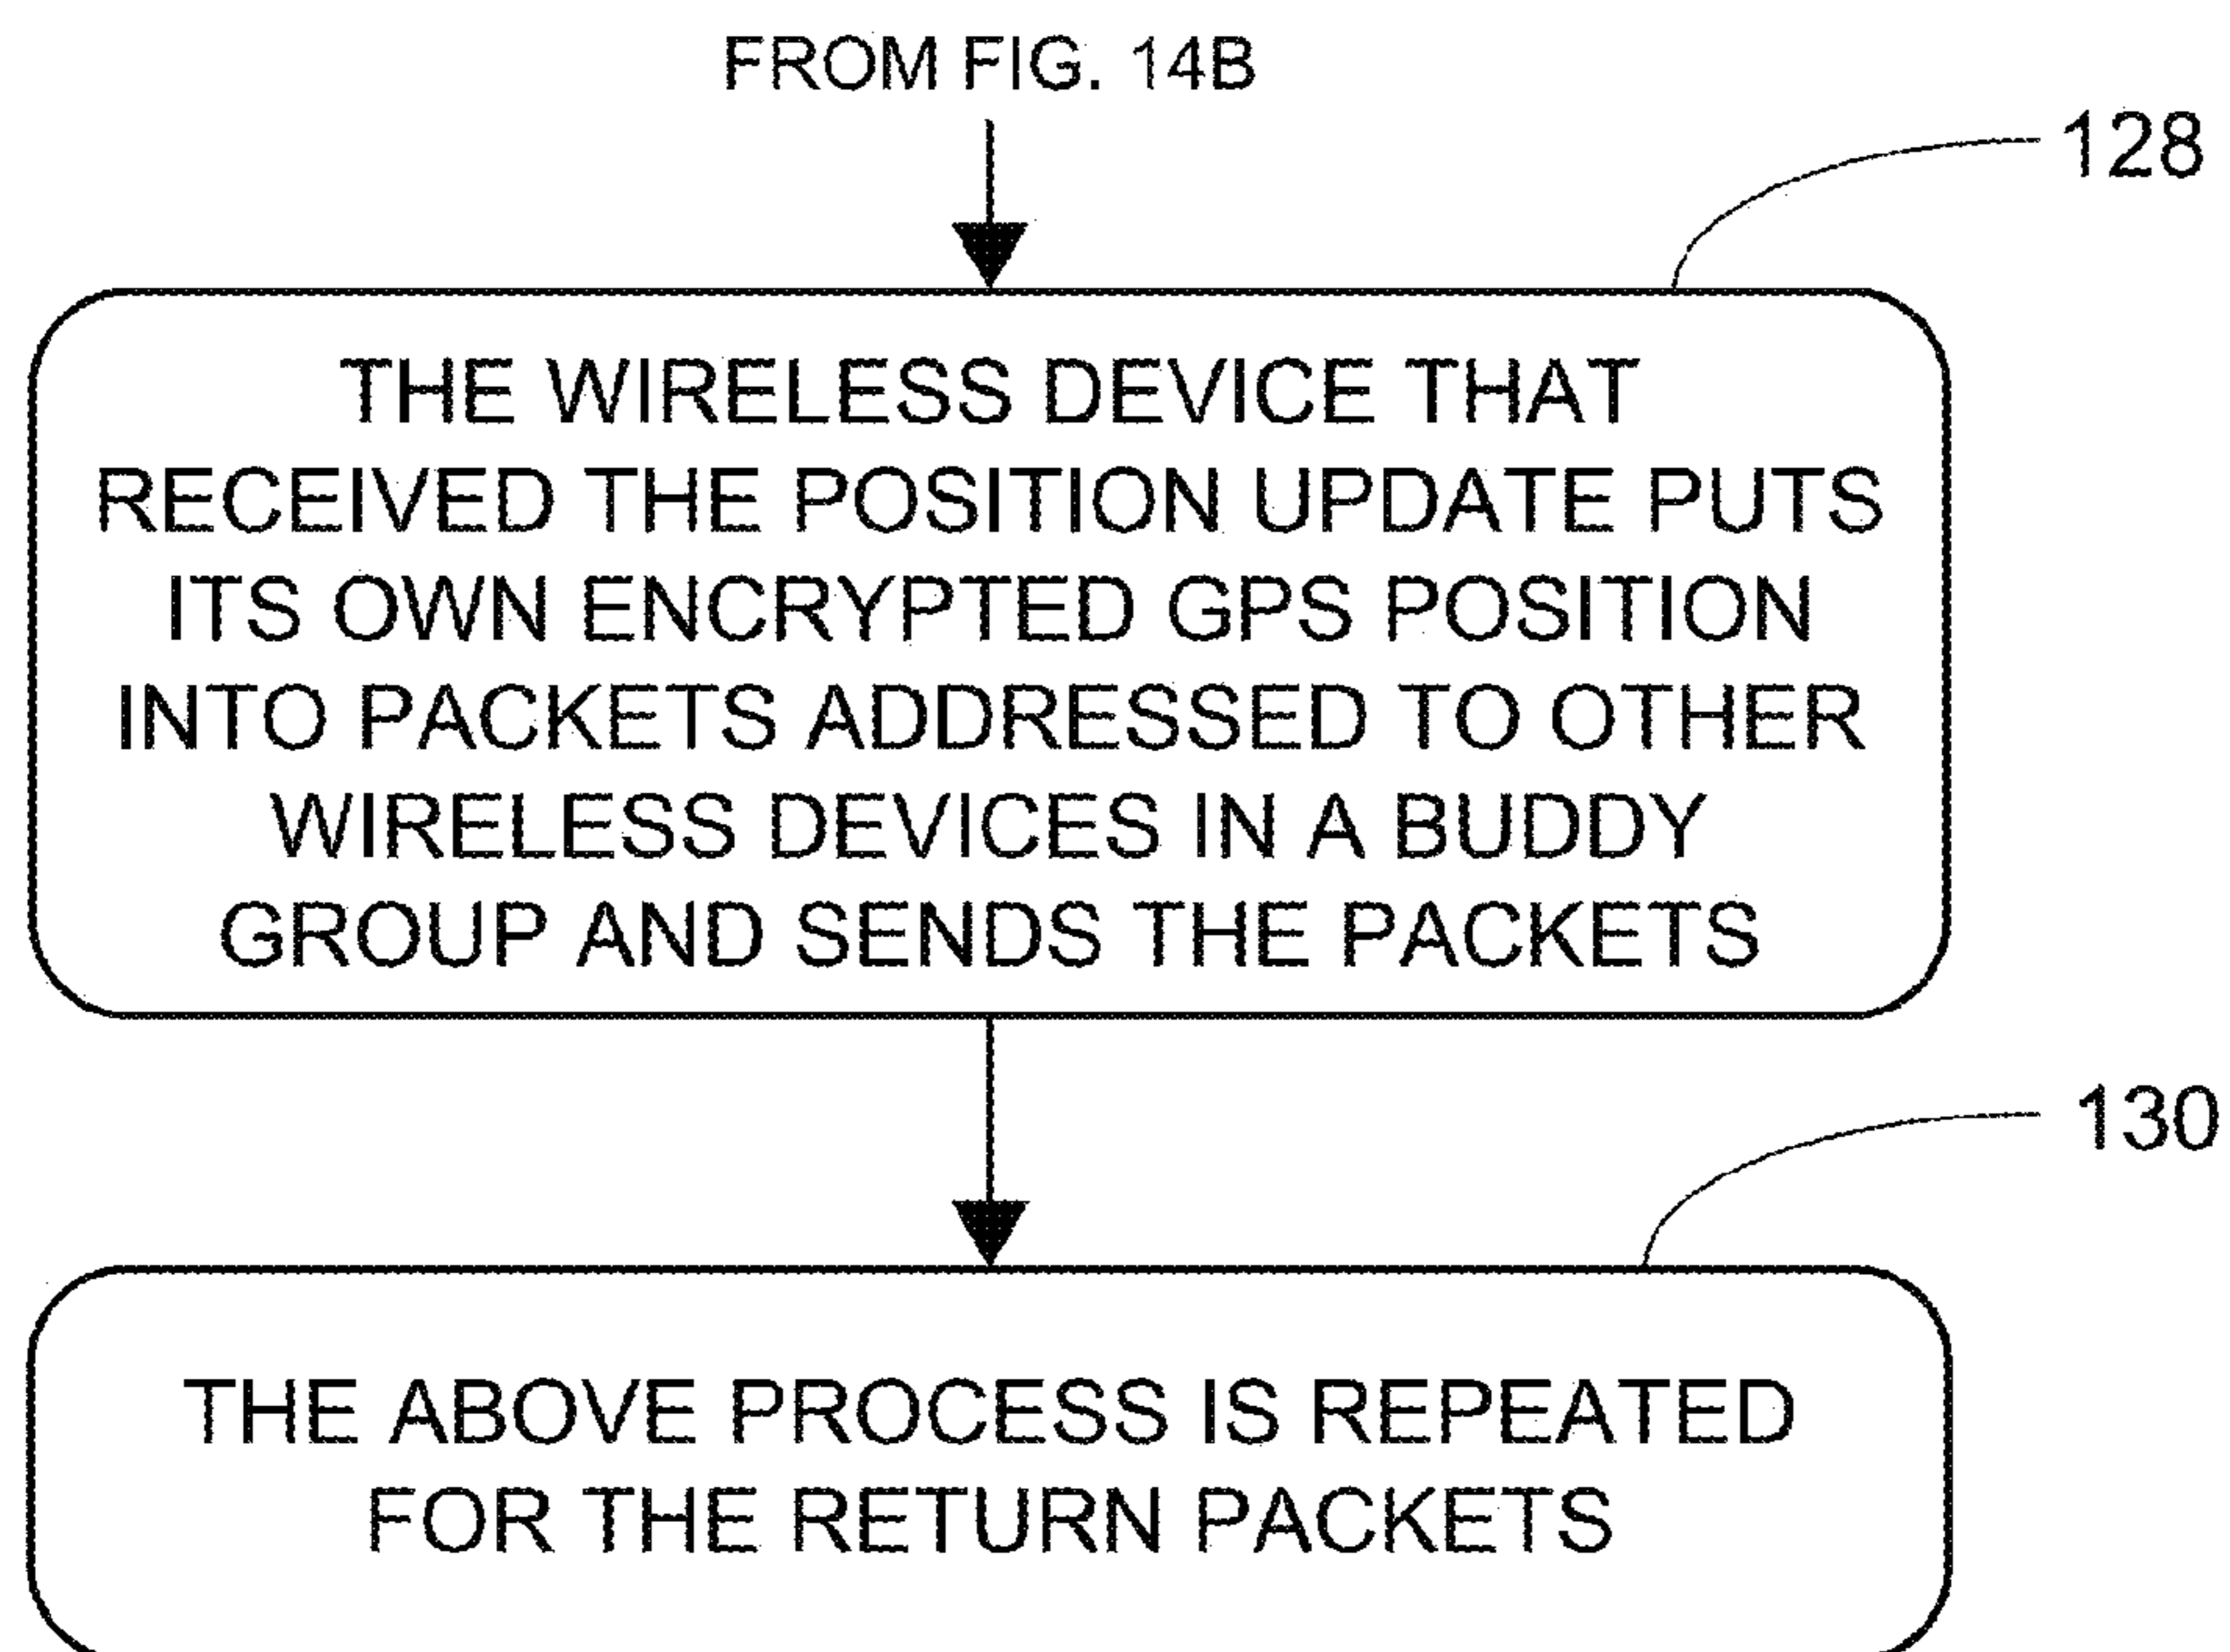 FROM FIG. 14B
128
THE WIRELESS DEVICE THAT
RECEIVED THE POSITION UPDATE PUTS
ITS OWN ENCRYPTED GPS POSITION
INTO PACKETS ADDRESSED TO OTHER
WIRELESS DEVICES IN A BUDDY
GROUP AND SENDS THE PACKETS
130
THE ABOVE PROCESS IS REPEATED
FOR THE RETURN PACKETS